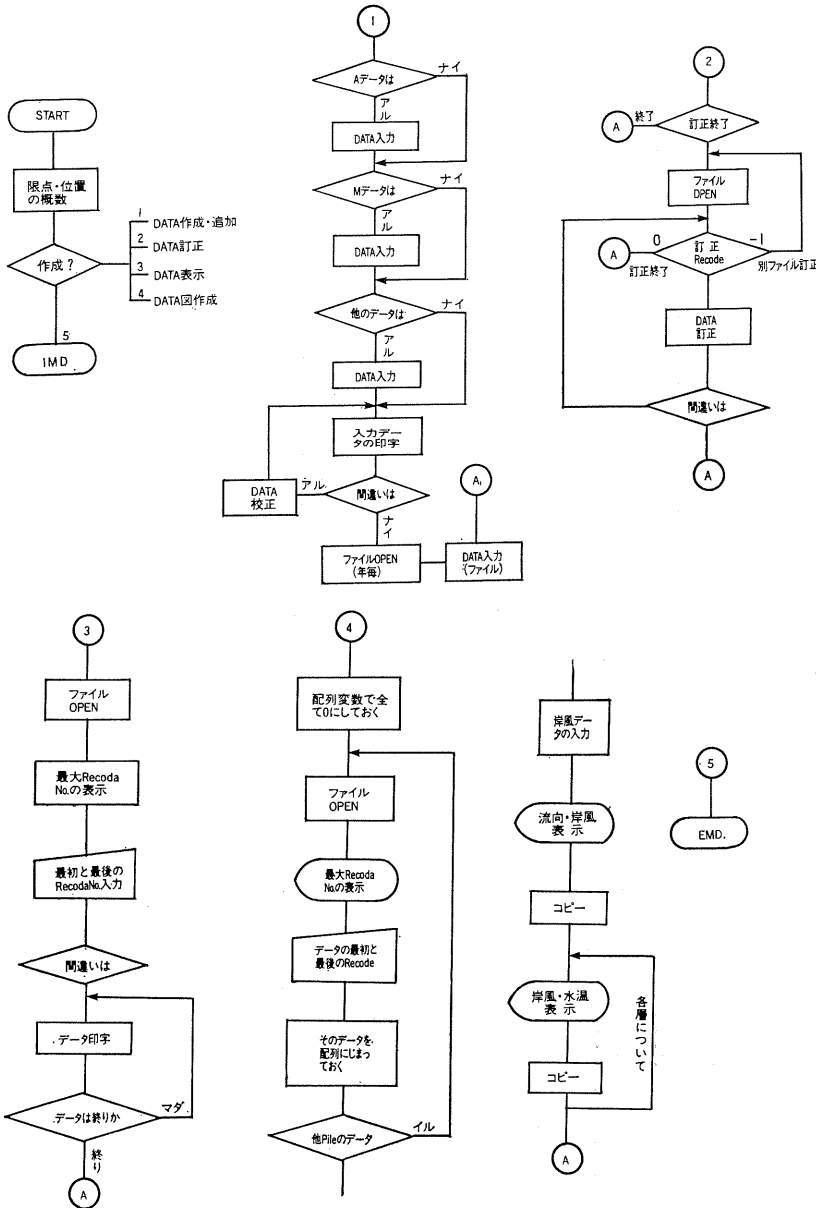 START
限点・位置
の概数
作成?
1
DATA作成・追加
2
DATA訂正
3
DATA表示
4
DATA図作成
5
IMD
1
Aデータは
ナイ
アル
DATA入力
Mデータは
ナイ
アル
DATA入力
他のデータは
ナイ
アル
DATA入力
入力デー
タの印字
間違いは
アル
DATA
校正
ナイ
ファイルOPEN
(年毎)
DATA入力
(ファイル)
A
2
訂正終了
終了
A
ファイル
DPEN
訂正
Recode
0
A
訂正終了
-1
別ファイル訂正
DATA
訂正
間違いは
A
3
ファイル
OPEN
最大Recoda
No.の表示
最初と最後の
RecodaNo.入力
間違いは
データ印字
データは終りか
マダ
終り
A
4
配列変数で全
て0にしておく
ファイル
OPEN
最大Recoda
No.の表示
データの最初と
最後のRecode
そのデータを
配列にじまっ
ておく
他Pileのデータ
イル
岸風デー
タの入力
流向・岸風
表示
コピー
岸風・水温
表示
コピー
各層について
A
5
EMD.